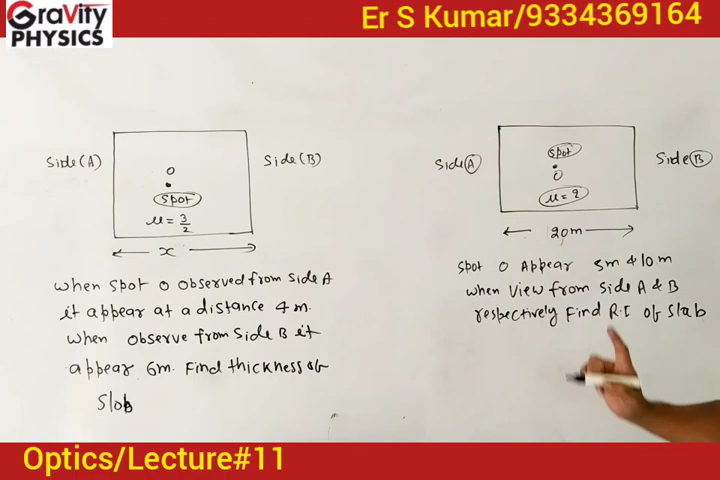 GRAVITY
PHYSICS
Er S Kumar/9334369164
Side(A)
O
Spot
μ = 3/2
Side(B)
x
when spot O observed from side A
it appear at a distance 4 m.
when observe from side B it
appear 6m. Find thickness of
Slab
Side A
Spot
O
μ = ?
Side B
20m
Spot O Appear 5m & 10m
when View from Side A & B
respectively Find R.I of Slab
Optics/Lecture#11